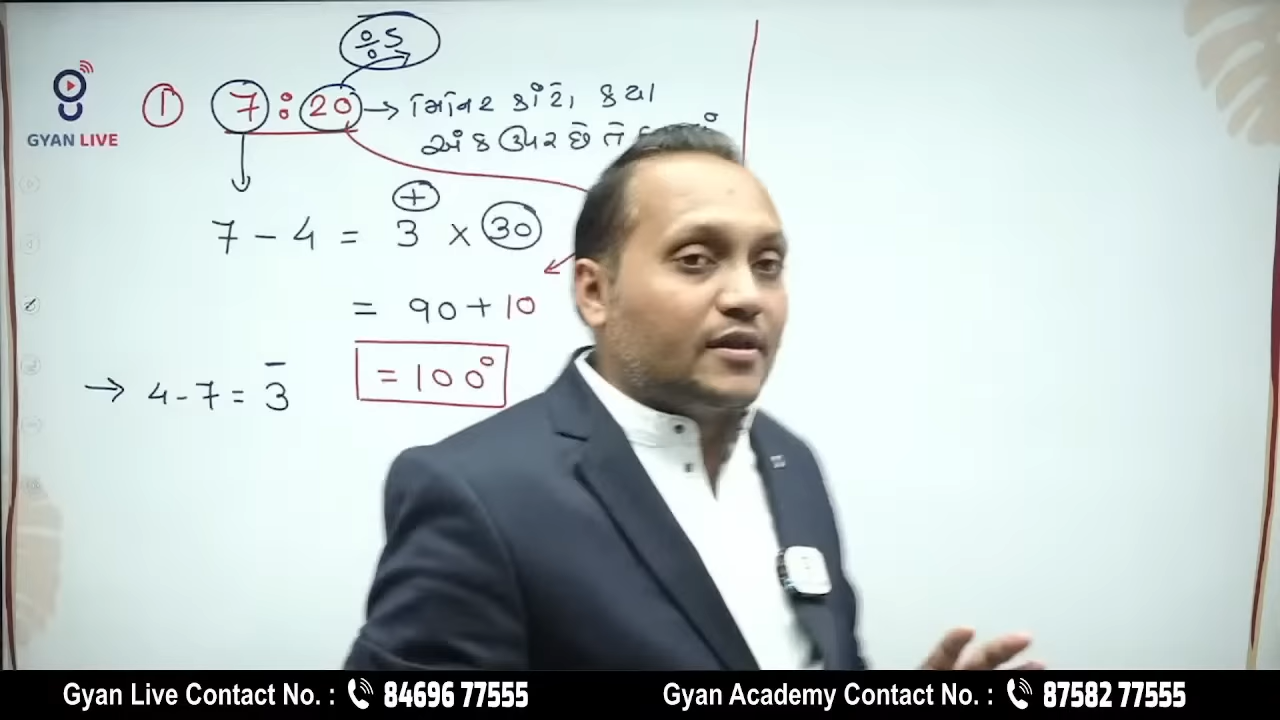 ÷5
① 7 : 20 → મિનિટ કાંટો કયા
અંક ઉપર છે તે
7 - 4 = 3 × 30
+
= 90 + 10
= 100°
→ 4 - 7 = 3̄
GYAN LIVE
Gyan Live Contact No. : 84696 77555
Gyan Academy Contact No. : 87582 77555